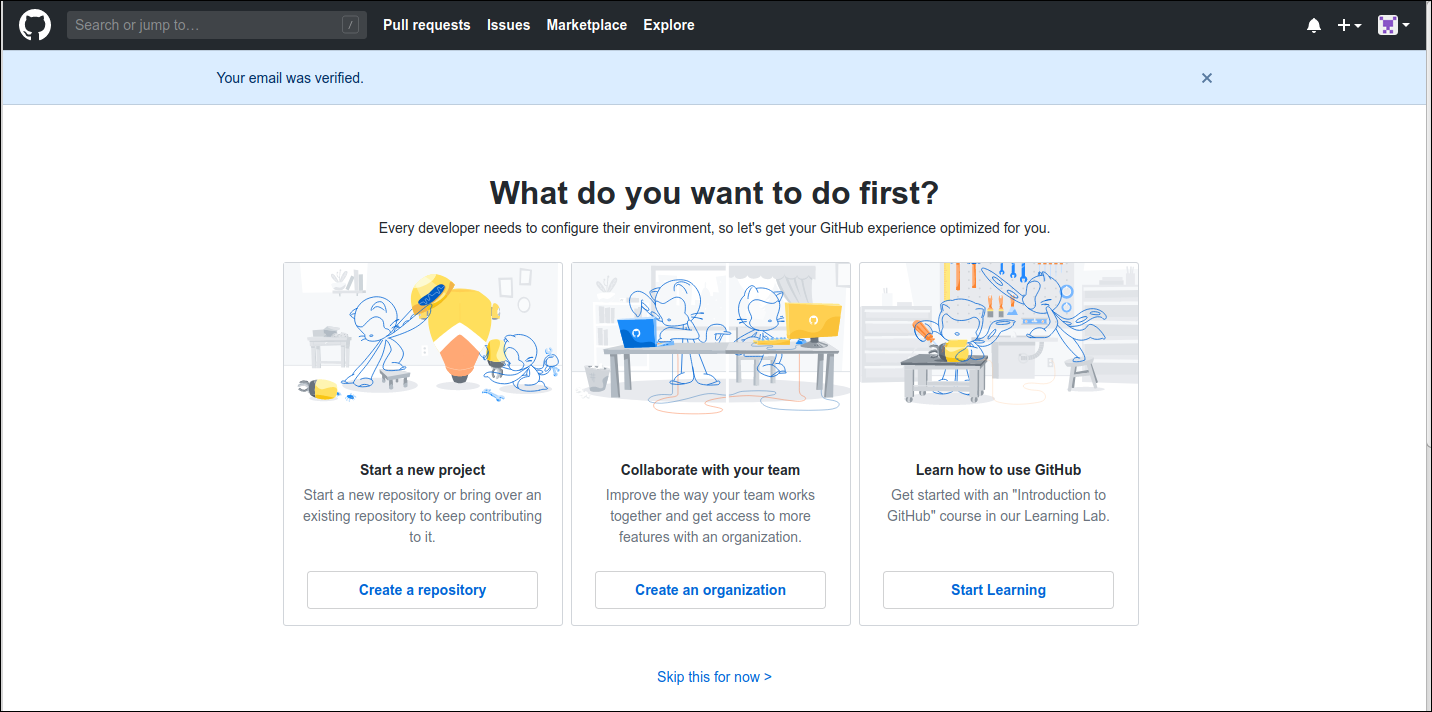 Search or jump to… / Pull requests Issues Marketplace Explore
Your email was verified.
What do you want to do first?
Every developer needs to configure their environment, so let's get your GitHub experience optimized for you.
Start a new project
Start a new repository or bring over an
existing repository to keep contributing
to it.
Create a repository
Collaborate with your team
Improve the way your team works
together and get access to more
features with an organization.
Create an organization
Learn how to use GitHub
Get started with an "Introduction to
GitHub" course in our Learning Lab.
Start Learning
Skip this for now >